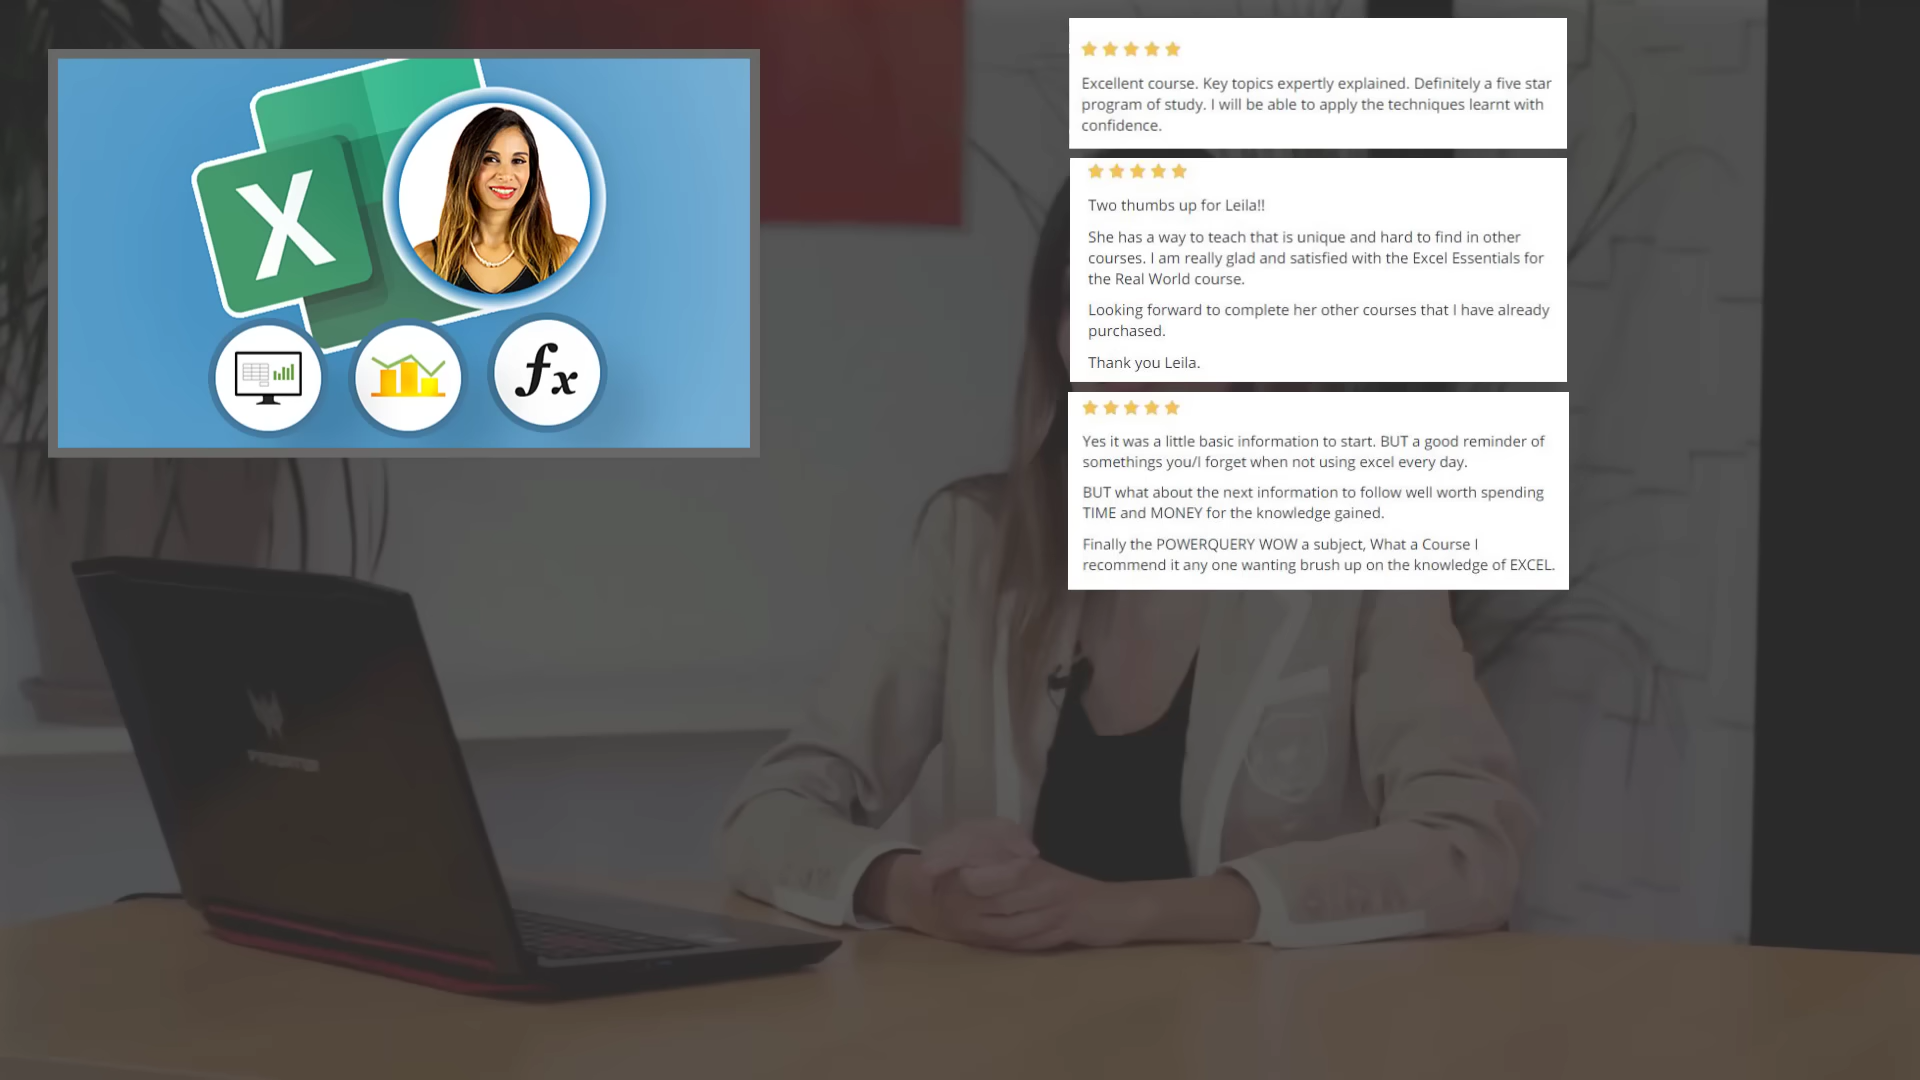 X
fx
Excellent course. Key topics expertly explained. Definitely a five star
program of study. I will be able to apply the techniques learnt with
confidence.
Two thumbs up for Leila!!
She has a way to teach that is unique and hard to find in other
courses. I am really glad and satisfied with the Excel Essentials for
the Real World course.
Looking forward to complete her other courses that I have already
purchased.
Thank you Leila.
Yes it was a little basic information to start. BUT a good reminder of
somethings you/I forget when not using excel every day.
BUT what about the next information to follow well worth spending
TIME and MONEY for the knowledge gained.
Finally the POWERQUERY WOW a subject, What a Course I
recommend it any one wanting brush up on the knowledge of EXCEL.